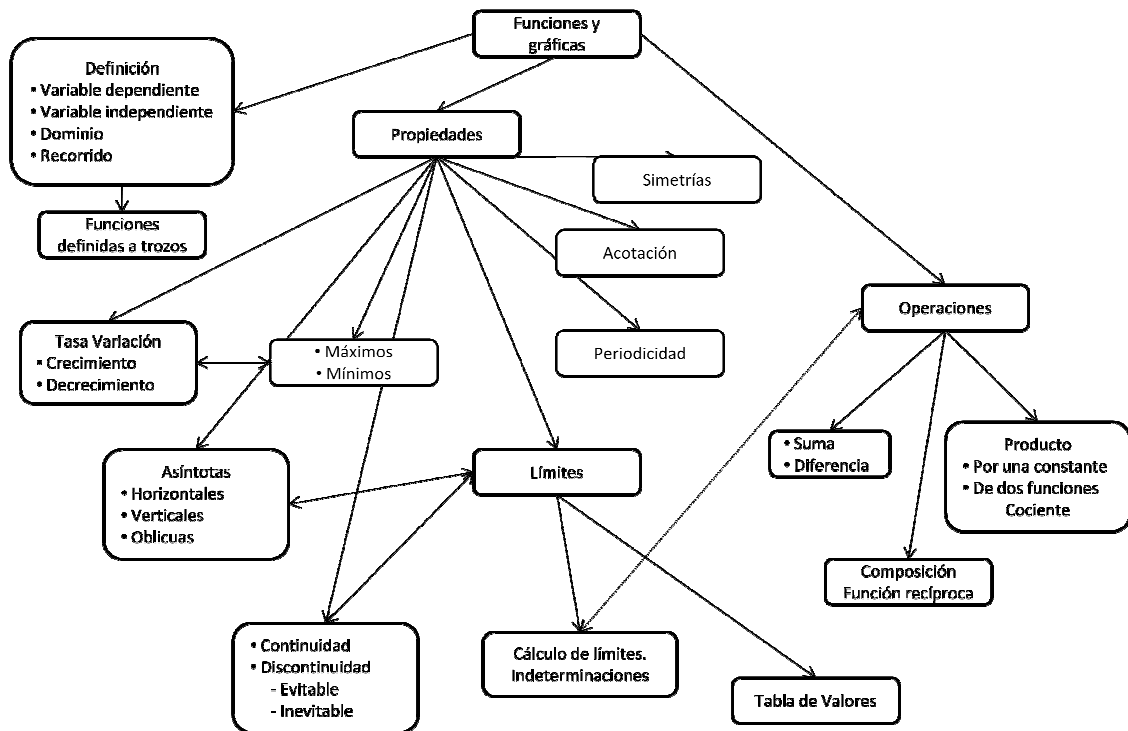 Funciones y
gráficas
Definición
• Variable dependiente
• Variable independiente
• Dominio
• Recorrido
Propiedades
Simetrías
Funciones
definidas a trozos
Acotación
Operaciones
Tasa Variación
• Crecimiento
• Decrecimiento
• Máximos
• Mínimos
Periodicidad
• Suma
• Diferencia
Producto
• Por una constante
• De dos funciones
Cociente
Asíntotas
• Horizontales
• Verticales
• Oblicuas
Límites
Composición
Función recíproca
• Continuidad
• Discontinuidad
- Evitable
- Inevitable
Cálculo de límites.
Indeterminaciones
Tabla de Valores